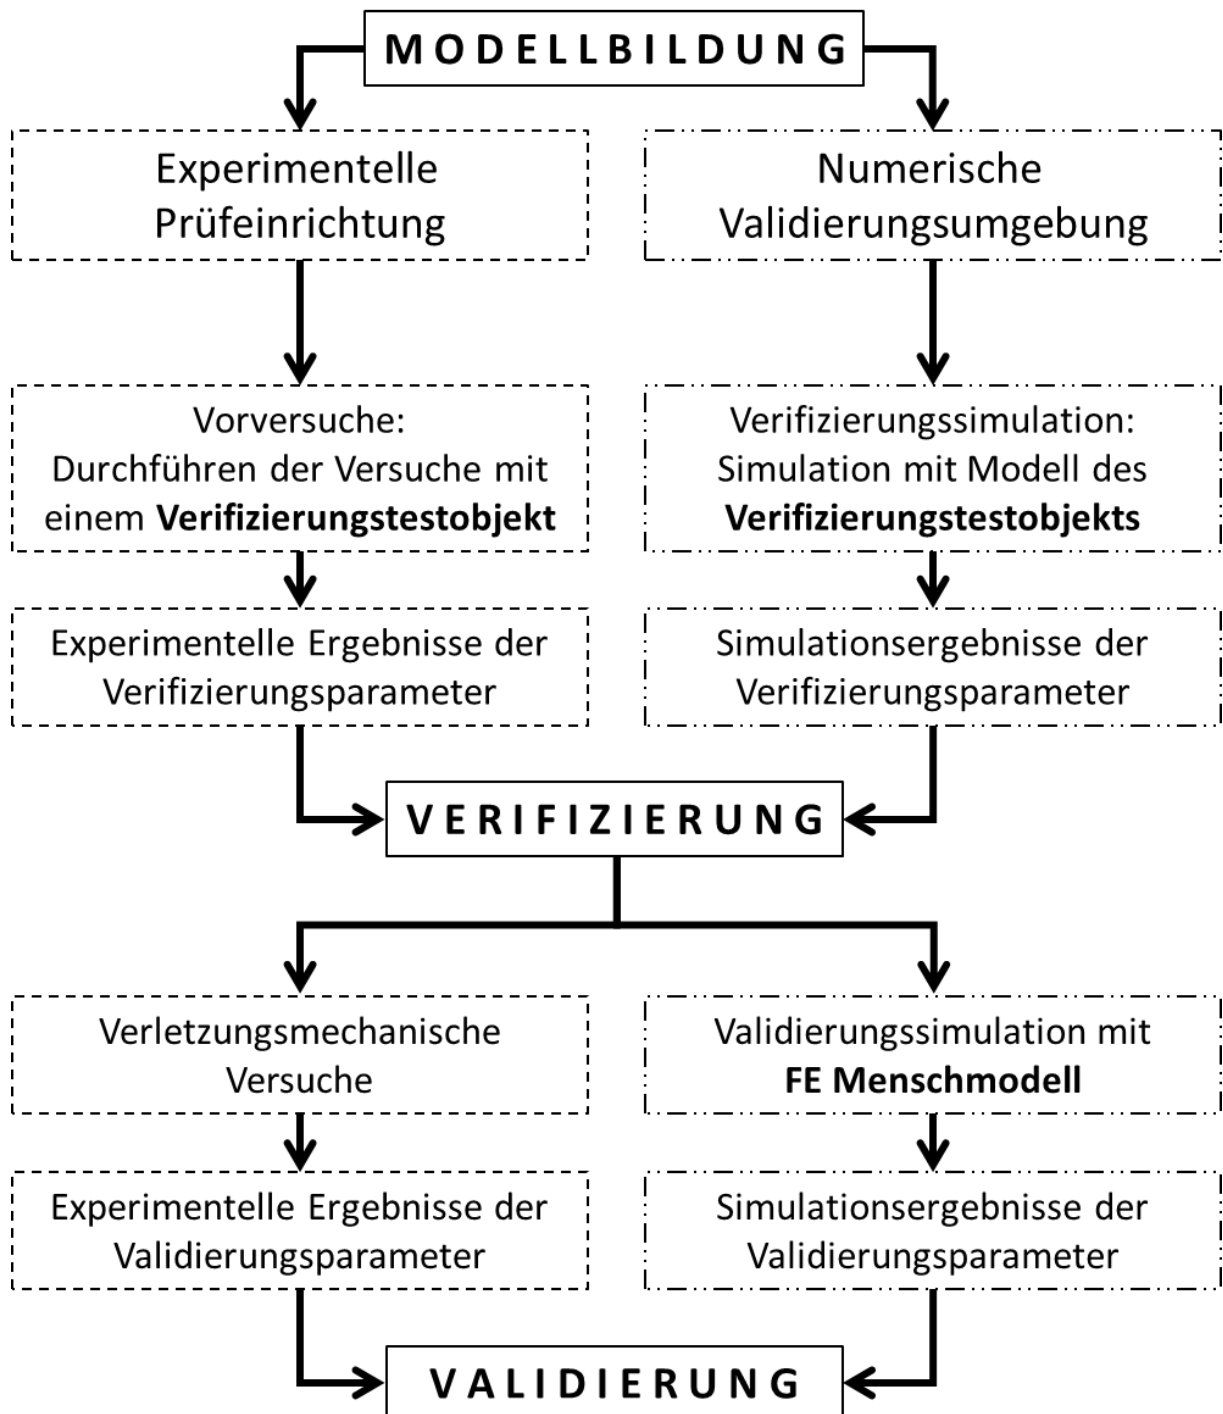 MODELLBILDUNG
Experimentelle
Prüfeinrichtung
Numerische
Validierungsumgebung
Vorversuche:
Durchführen der Versuche mit
einem Verifizierungstestobjekt
Verifizierungssimulation:
Simulation mit Modell des
Verifizierungstestobjekts
Experimentelle Ergebnisse der
Verifizierungsparameter
Simulationsergebnisse der
Verifizierungsparameter
VERIFIZIERUNG
Verletzungsmechanische
Versuche
Validierungssimulation mit
FE Menschmodell
Experimentelle Ergebnisse der
Validierungsparameter
Simulationsergebnisse der
Validierungsparameter
VALIDIERUNG